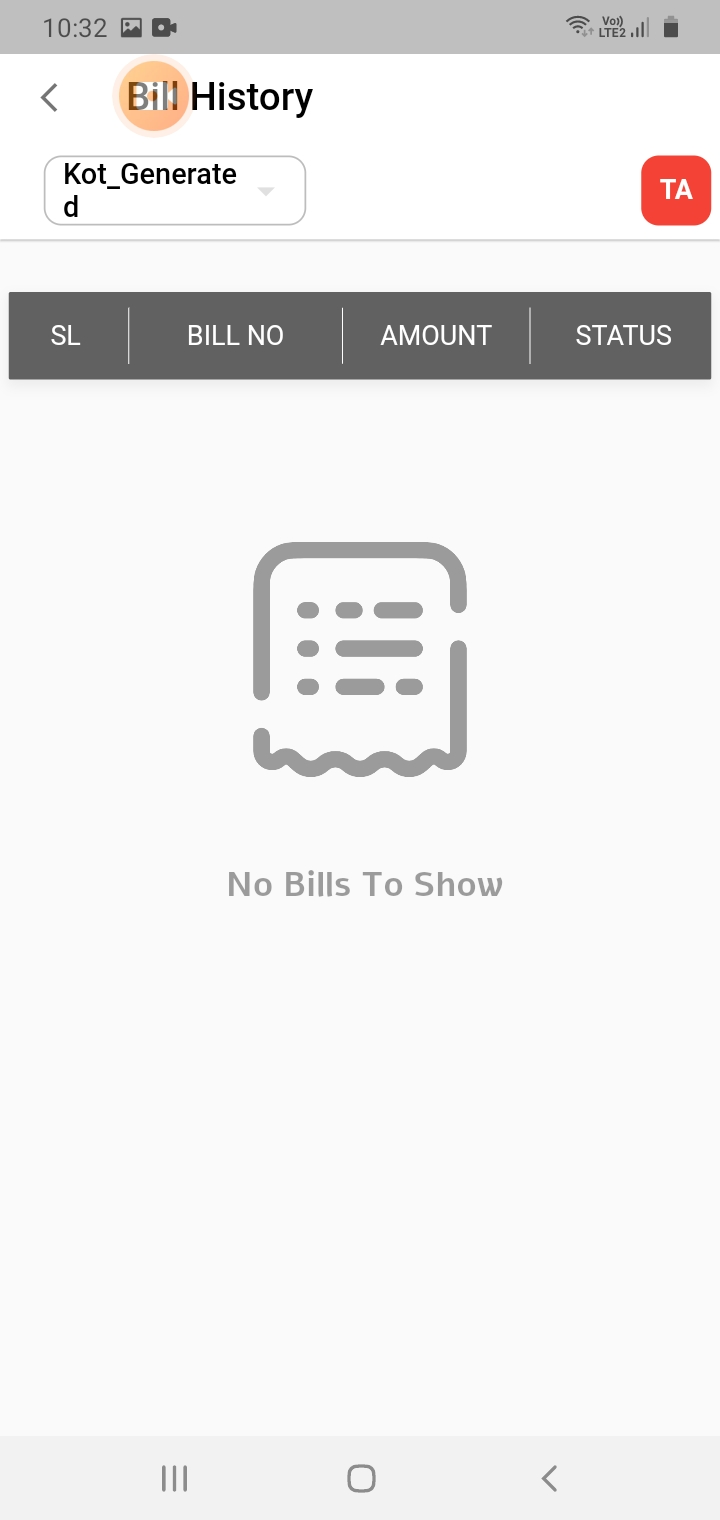 10:32
Vo))
LTE2
Bill History
Kot_Generate
d
TA
SL
BILL NO
AMOUNT
STATUS
No Bills To Show